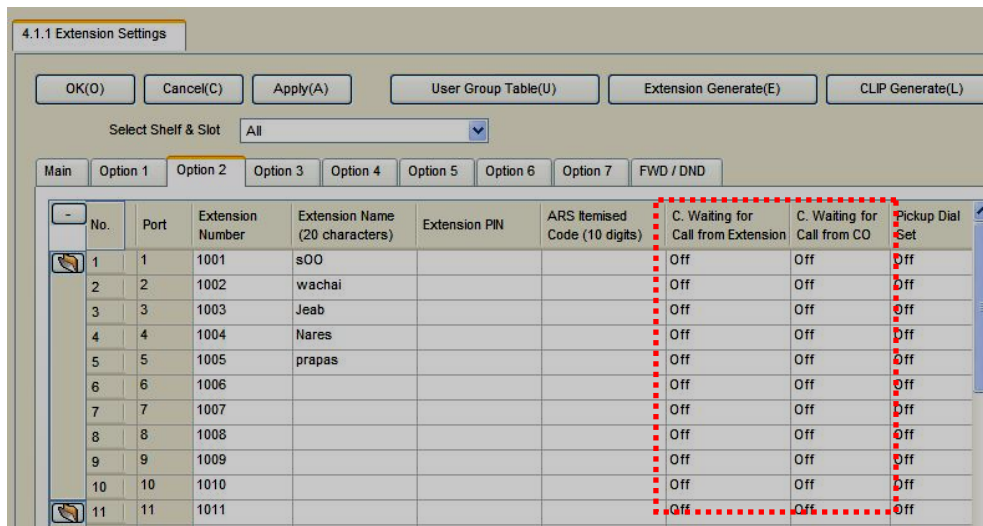 4.1.1 Extension Settings
OK(O) Cancel(C) Apply(A) User Group Table(U) Extension Generate(E) CLIP Generate(L)
Select Shelf & Slot All
Main Option 1 Option 2 Option 3 Option 4 Option 5 Option 6 Option 7 FWD / DND
- No. Port Extension Number Extension Name (20 characters) Extension PIN ARS Itemised Code (10 digits) C. Waiting for Call from Extension C. Waiting for Call from CO Pickup Dial Set
1 1 1001 sOO Off Off Off
2 2 1002 wachai Off Off Off
3 3 1003 Jeab Off Off Off
4 4 1004 Nares Off Off Off
5 5 1005 prapas Off Off Off
6 6 1006 Off Off Off
7 7 1007 Off Off Off
8 8 1008 Off Off Off
9 9 1009 Off Off Off
10 10 1010 Off Off Off
11 11 1011 Off Off Off